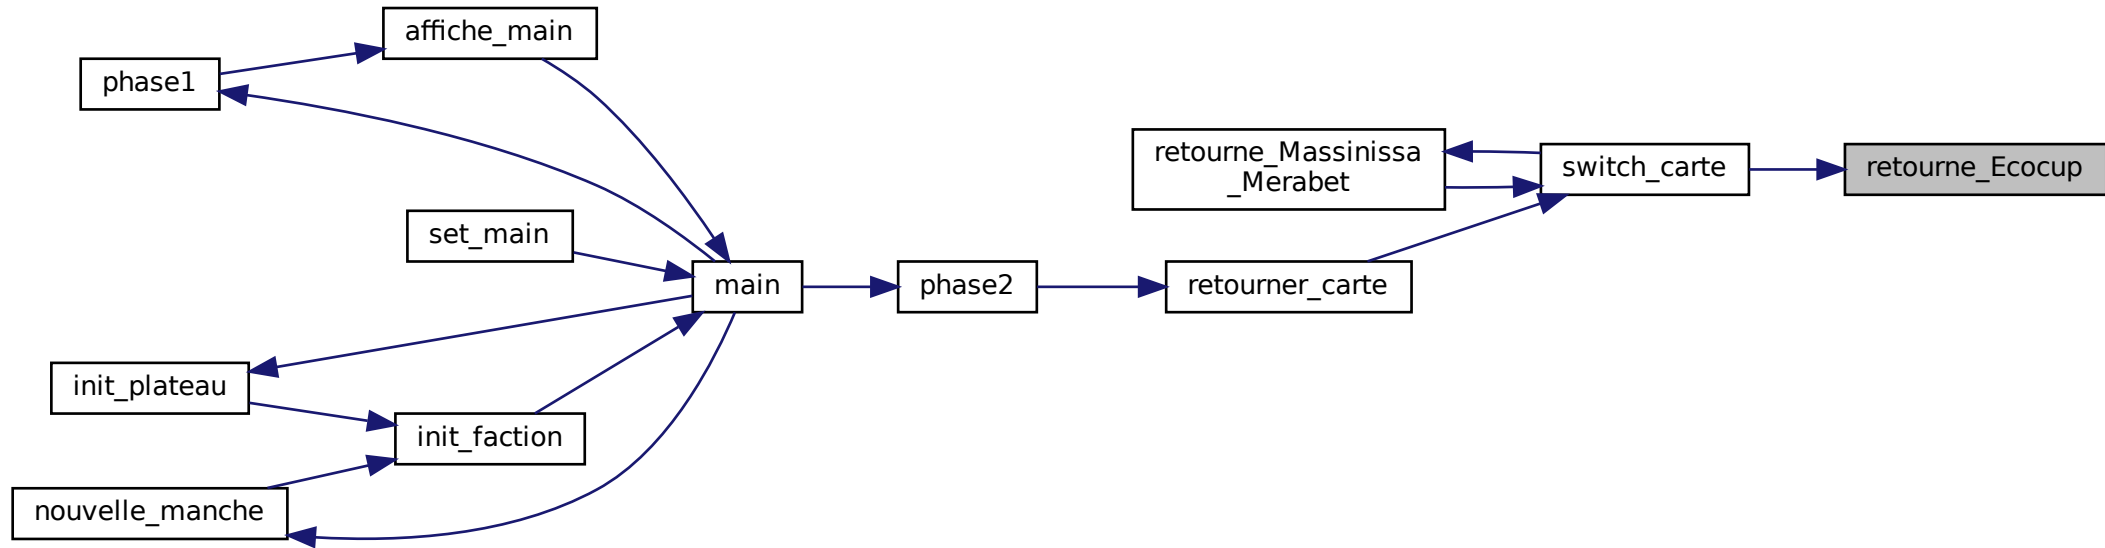 affiche_main
phase1
retourne_Massinissa
_Merabet
switch_carte
retourne_Ecocup
set_main
main
phase2
retourner_carte
init_plateau
init_faction
nouvelle_manche